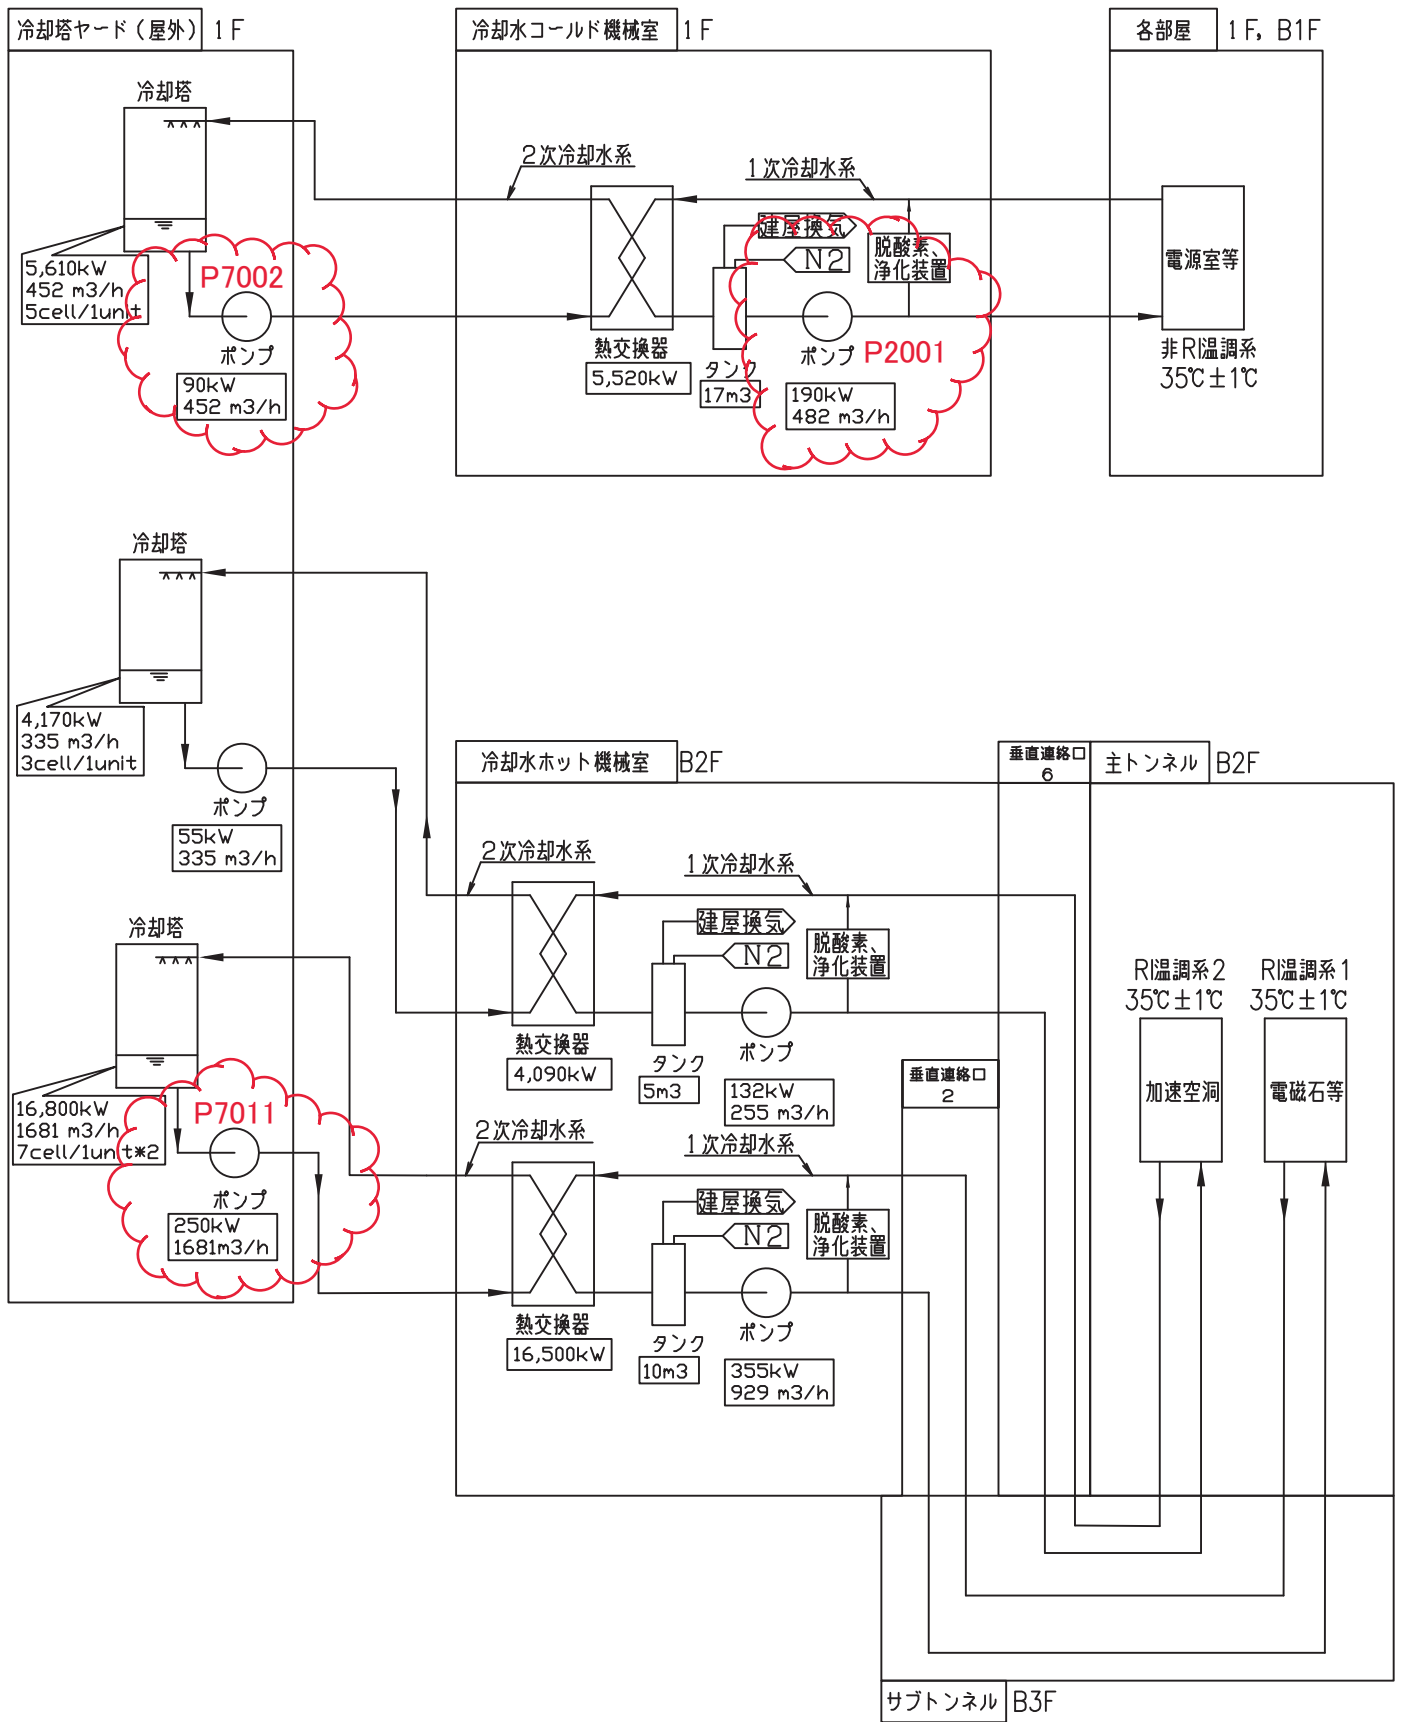 冷却塔ヤード（屋外）
1F
冷却水コールド機械室
1F
各部屋
1F, B1F
冷却塔
5,610kW
452 m3/h
5cell/1unit
P7002
ポンプ
90kW
452 m3/h
2次冷却水系
1次冷却水系
熱交換器
5,520kW
建屋換気
N2
タンク
17m3
脱酸素、
浄化装置
ポンプ
P2001
190kW
482 m3/h
電源室等
非RI温調系
35℃±1℃
冷却塔
4,170kW
335 m3/h
3cell/1unit
ポンプ
55kW
335 m3/h
冷却水ホット機械室
B2F
垂直連絡口
6
主トンネル
B2F
2次冷却水系
1次冷却水系
熱交換器
4,090kW
建屋換気
N2
タンク
5m3
脱酸素、
浄化装置
ポンプ
132kW
255 m3/h
垂直連絡口
2
RI温調系2
35℃±1℃
加速空洞
RI温調系1
35℃±1℃
電磁石等
冷却塔
16,800kW
1681 m3/h
7cell/1unit*2
P7011
ポンプ
250kW
1681m3/h
2次冷却水系
1次冷却水系
熱交換器
16,500kW
建屋換気
N2
タンク
10m3
脱酸素、
浄化装置
ポンプ
355kW
929 m3/h
サブトンネル
B3F